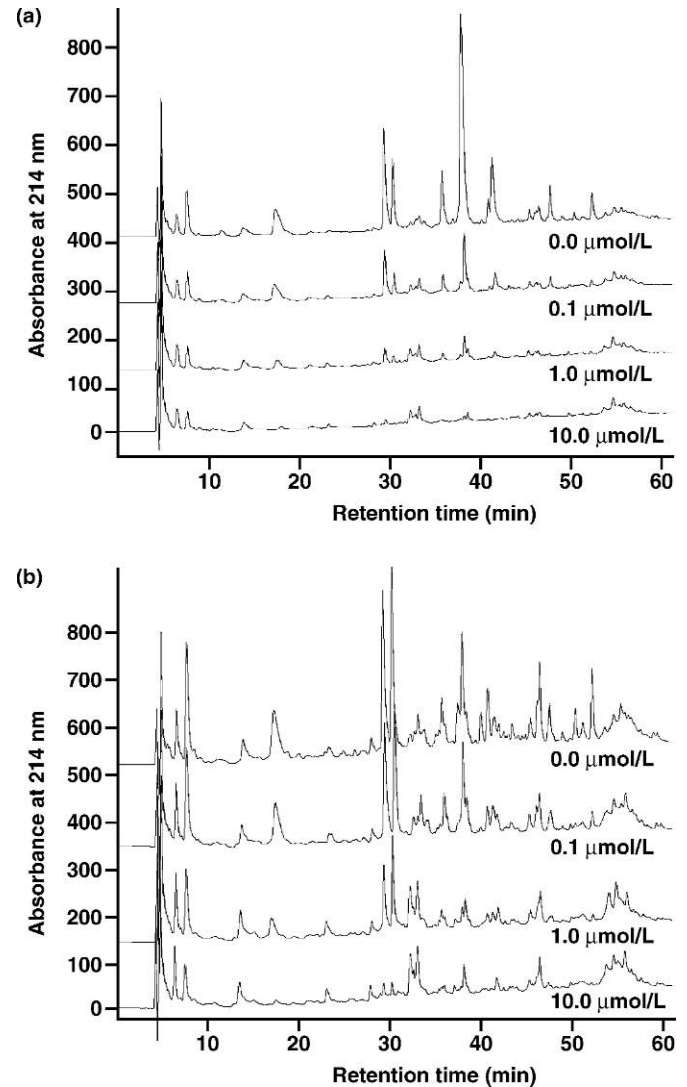 (a)
Absorbance at 214 nm
800
700
600
500
400
300
200
100
0
0.0 µmol/L
0.1 µmol/L
1.0 µmol/L
10.0 µmol/L
10 20 30 40 50 60
Retention time (min)
(b)
Absorbance at 214 nm
800
700
600
500
400
300
200
100
0
0.0 µmol/L
0.1 µmol/L
1.0 µmol/L
10.0 µmol/L
10 20 30 40 50 60
Retention time (min)